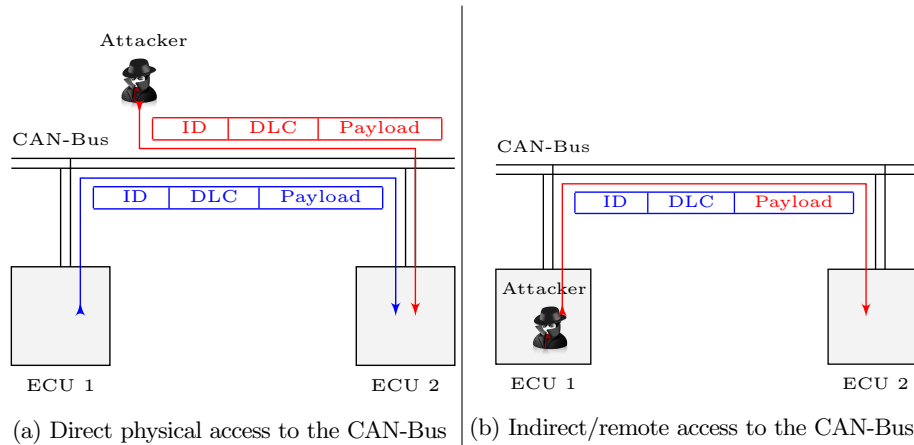 Attacker
ID DLC Payload
CAN-Bus
ID DLC Payload
ECU 1 ECU 2
(a) Direct physical access to the CAN-Bus
CAN-Bus
ID DLC Payload
Attacker
ECU 1 ECU 2
(b) Indirect/remote access to the CAN-Bus